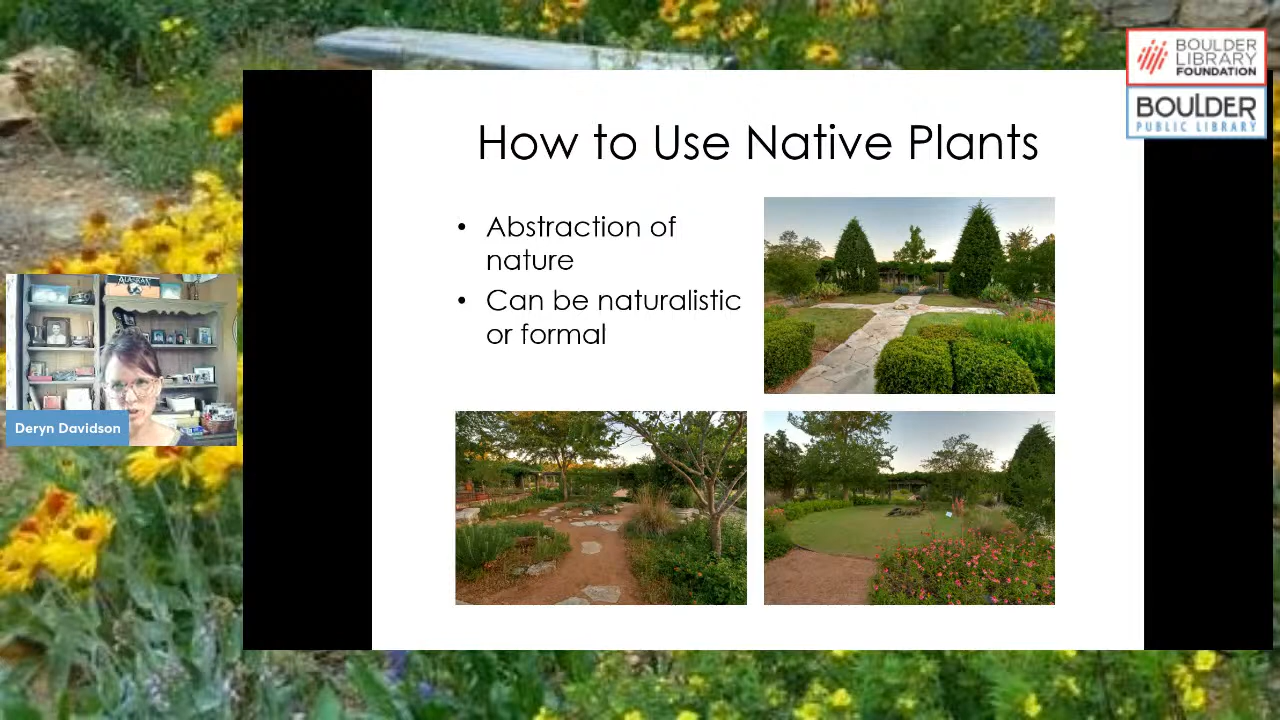 BOULDER
LIBRARY
FOUNDATION
BOULDER
PUBLIC LIBRARY
How to Use Native Plants
• Abstraction of
nature
• Can be naturalistic
or formal
Deryn Davidson